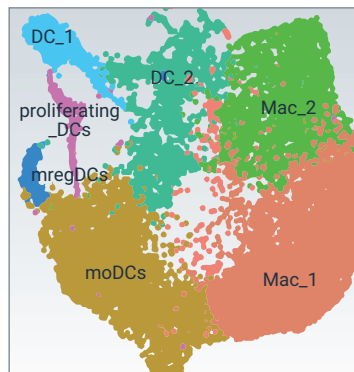 DC_1
DC_2
Mac_2
proliferating
_DCs
mregDCs
moDCs
Mac_1